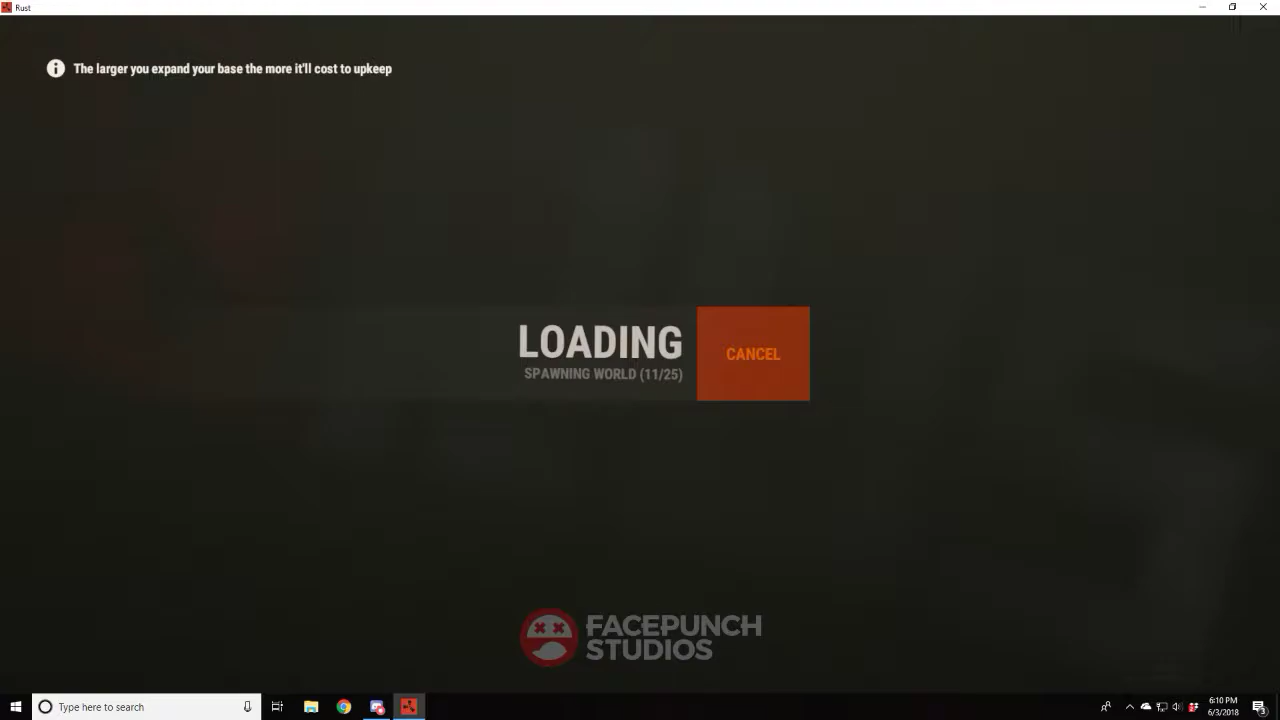 Rust
The larger you expand your base the more it'll cost to upkeep
LOADING
SPAWNING WORLD (11/25)
CANCEL
FACEPUNCH
STUDIOS
Type here to search
6:10 PM
6/3/2018
3